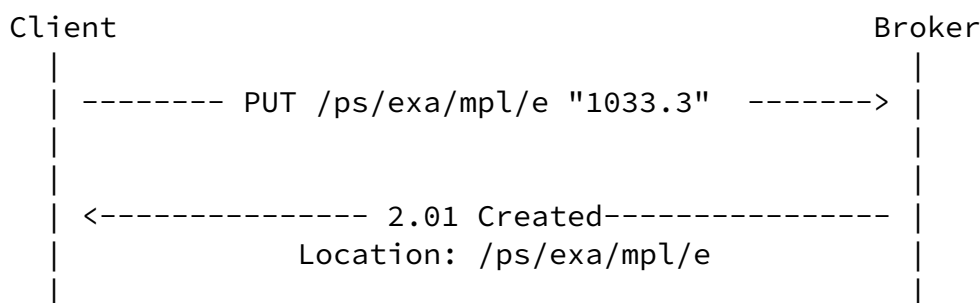 Client Broker
| |
| -------- PUT /ps/exa/mpl/e "1033.3" -------> |
| |
| |
| <--------------- 2.01 Created---------------- |
| Location: /ps/exa/mpl/e |
| |